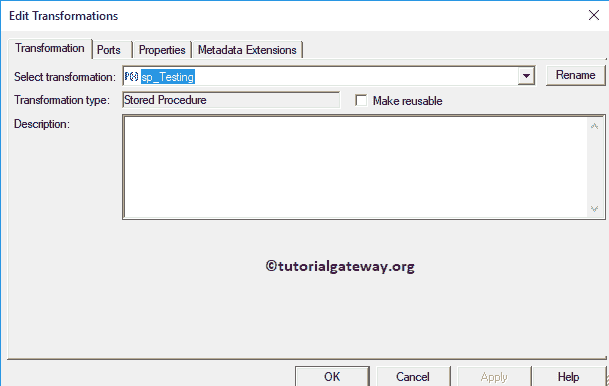 Edit Transformations
Transformation Ports Properties Metadata Extensions
Select transformation: P() sp_Testing Rename
Transformation type: Stored Procedure Make reusable
Description:
©tutorialgateway.org
OK Cancel Apply Help